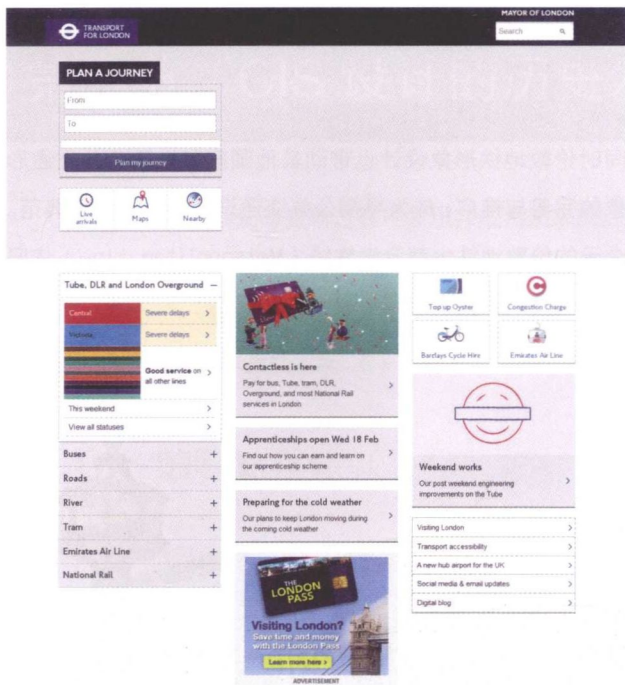 MAYOR OF LONDON
TRANSPORT
FOR LONDON
Search
PLAN A JOURNEY
From
To
Plan my journey
Live
arrivals
Maps
Nearby
Tube, DLR and London Overground
Central
Severe delays
Victoria
Severe delays
Good service on
all other lines
This weekend
View all statuses
Buses
Roads
River
Tram
Emirates Air Line
National Rail
Contactless is here
Pay for bus, Tube, tram, DLR,
Overground, and most National Rail
services in London
Apprenticeships open Wed 18 Feb
Find out how you can earn and learn on
our apprenticeship scheme
Preparing for the cold weather
Our plans to keep London moving during
the coming cold weather
THE
LONDON
PASS
Visiting London?
Save time and money
with the London Pass
Learn more here >
ADVERTISEMENT
Top up Oyster
Congestion Charge
Barclays Cycle Hire
Emirates Air Line
Weekend works
Our post weekend engineering
improvements on the Tube
Visiting London
Transport accessibility
A new hub airport for the UK
Social media & email updates
Digital blog